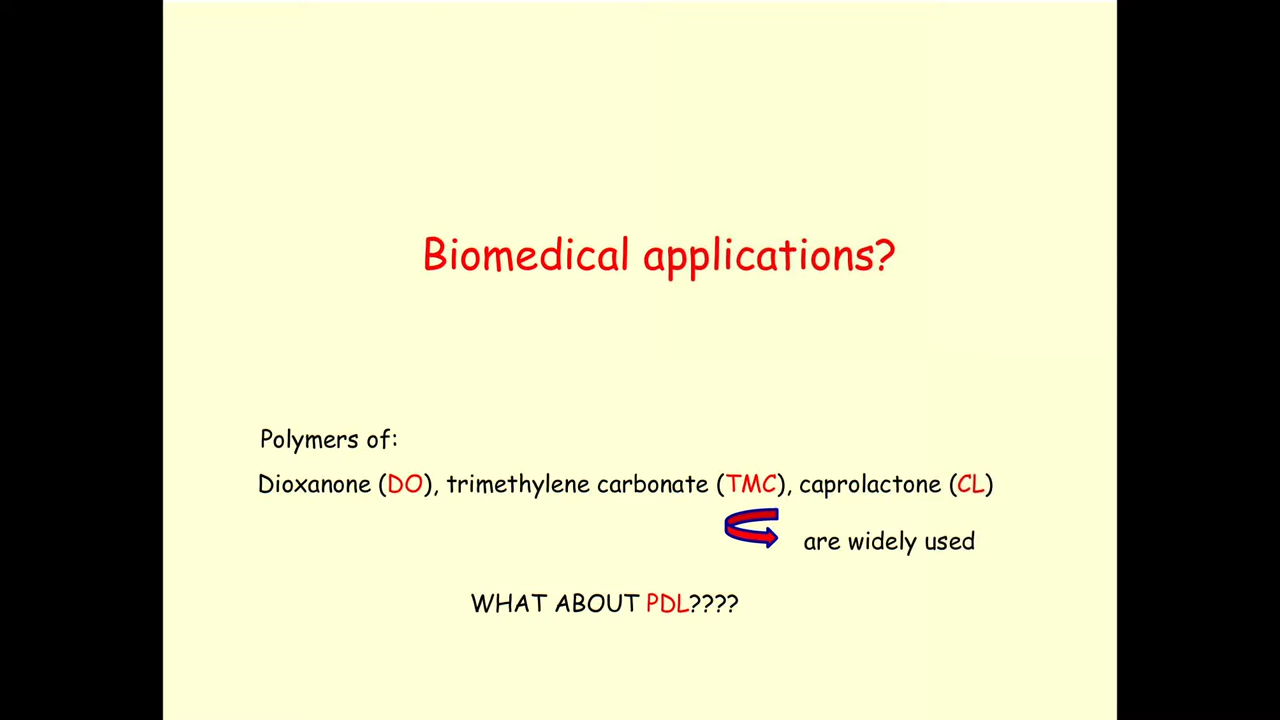 Biomedical applications?
Polymers of:
Dioxanone (DO), trimethylene carbonate (TMC), caprolactone (CL)
are widely used
WHAT ABOUT PDL????